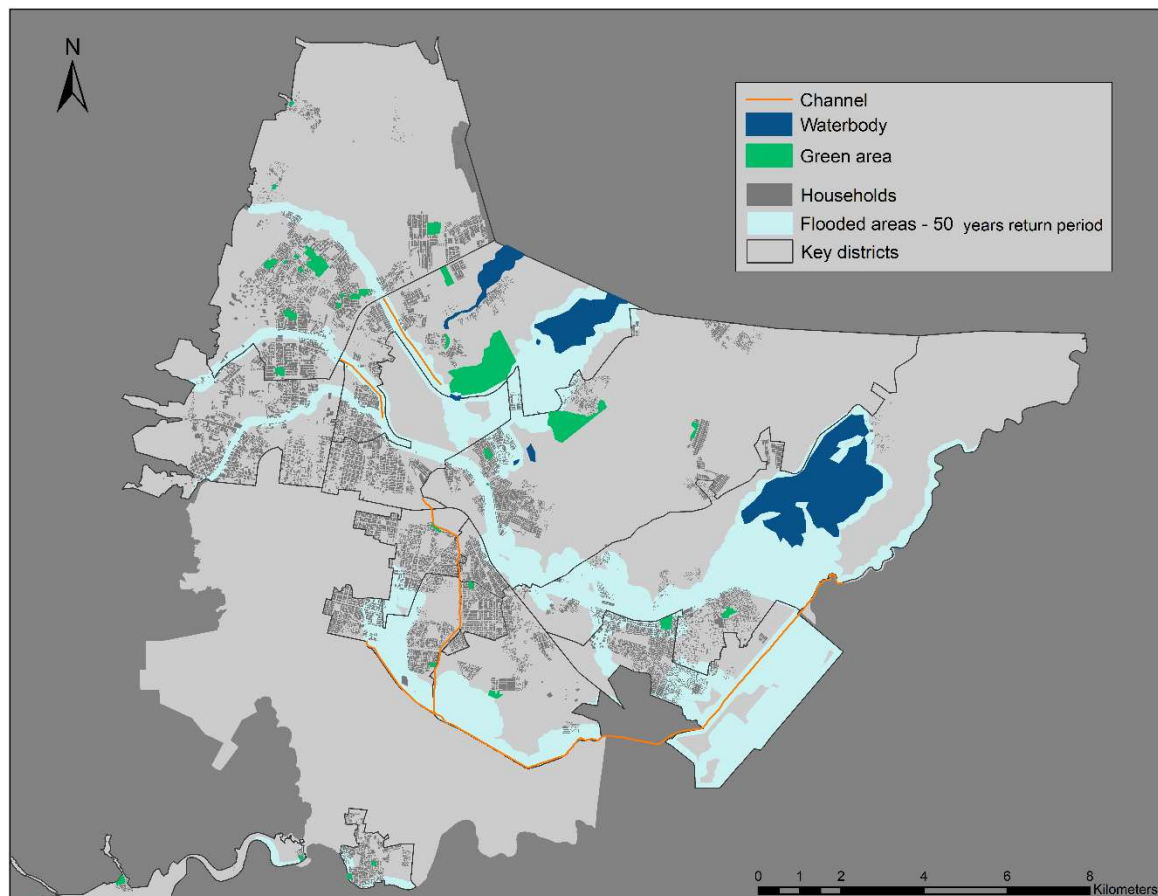 N
Channel
Waterbody
Green area
Households
Flooded areas - 50 years return period
Key districts
0 1 2 4 6 8
Kilometers